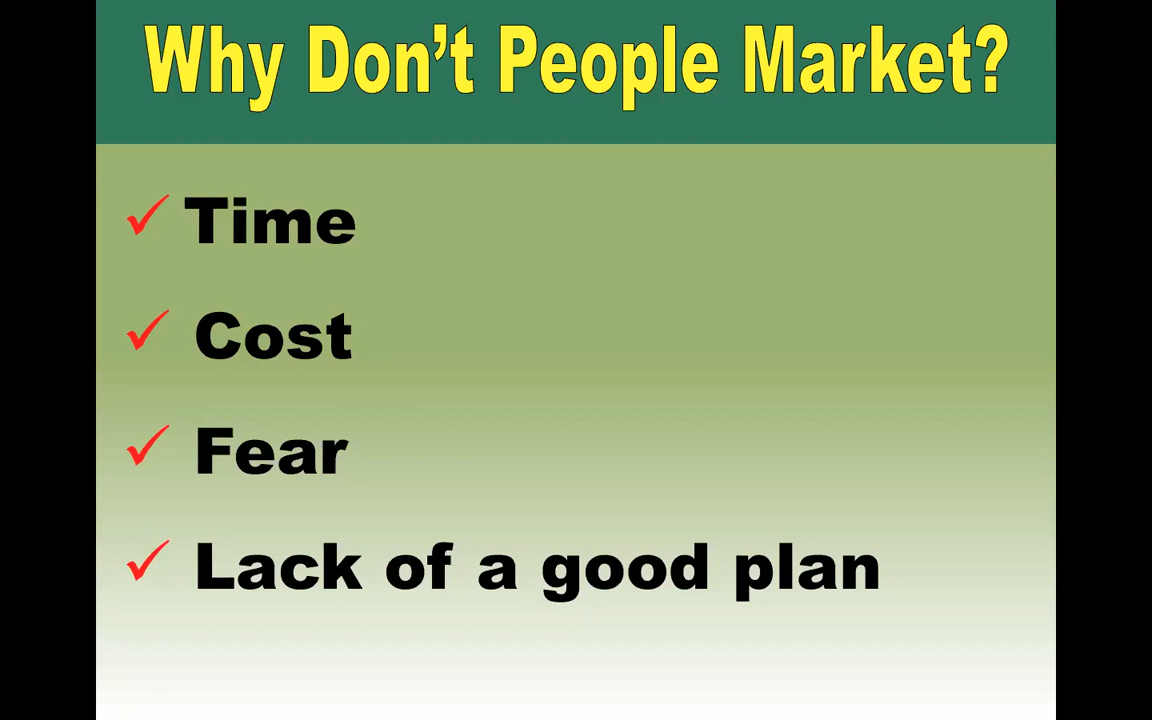 Why Don’t People Market?
Time
Cost
Fear
Lack of a good plan